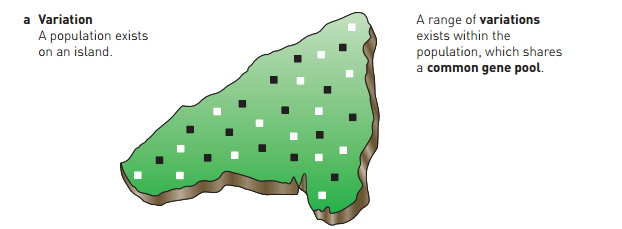 a Variation
A population exists
on an island.
A range of variations
exists within the
population, which shares
a common gene pool.